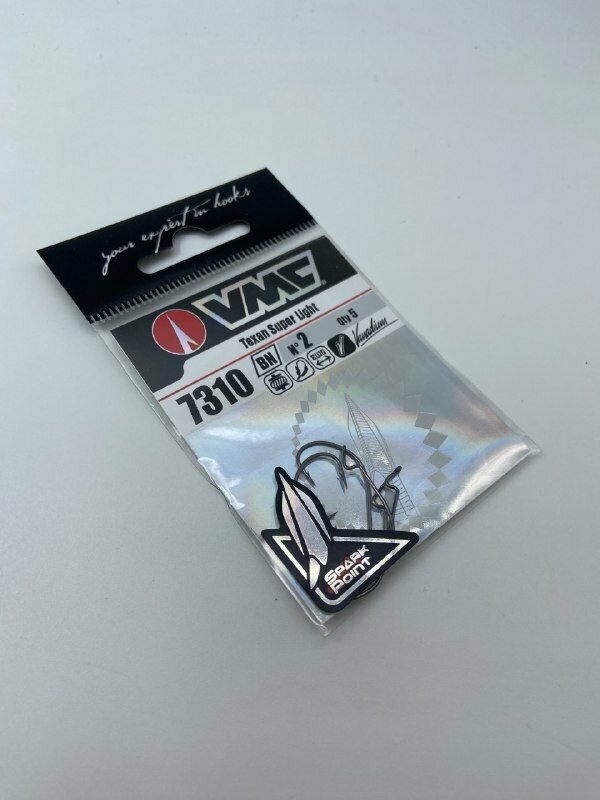 your expert in hooks
VMC
Texan Super Light
7310 BN N° 2 Qty 5
Vanadium
SPARK
POINT